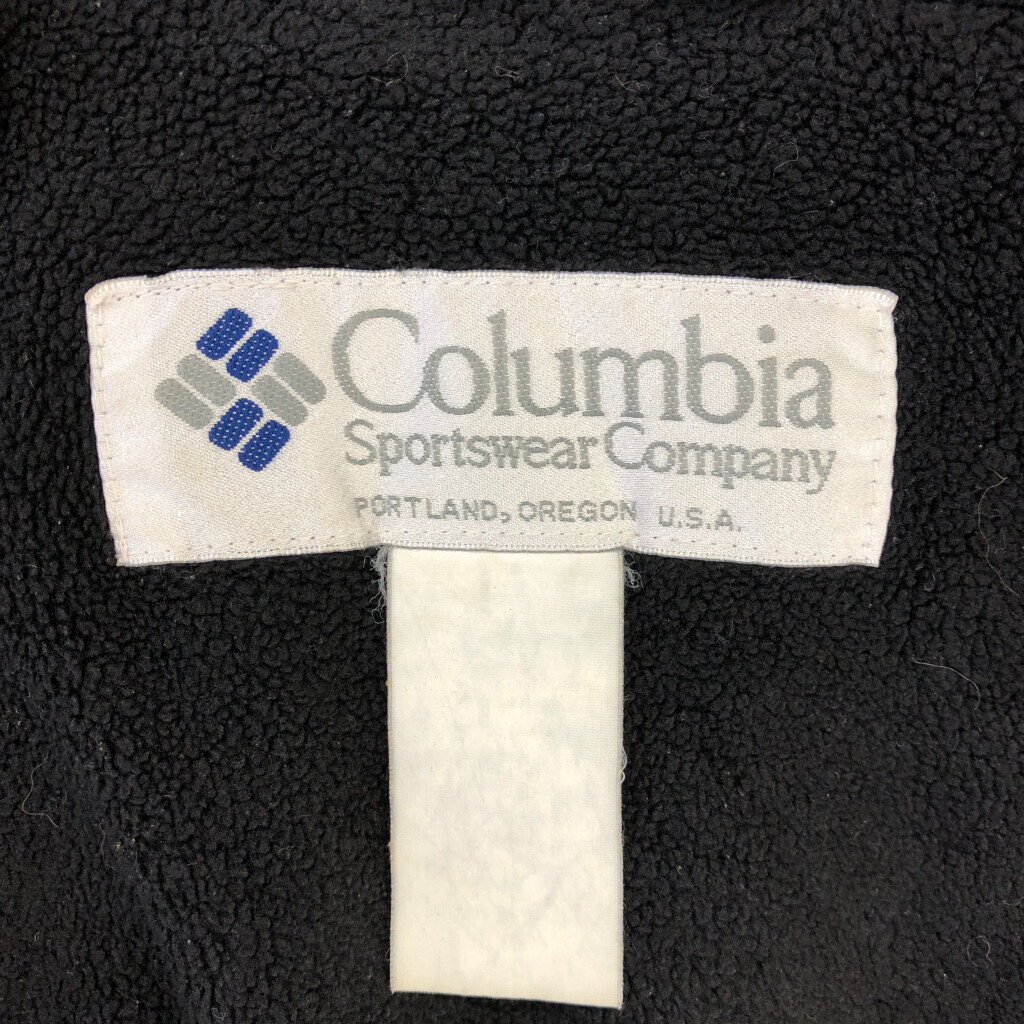 Columbia
Sportswear Company
PORTLAND, OREGON U.S.A.